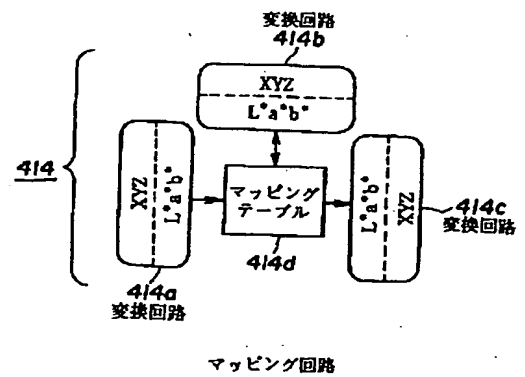 変換回路
414b
XYZ
L*a*b*
414
XYZ
L*a*b*
マッピング
テーブル
414d
L*a*b*
XYZ
414c
変換回路
414a
変換回路
マッピング回路